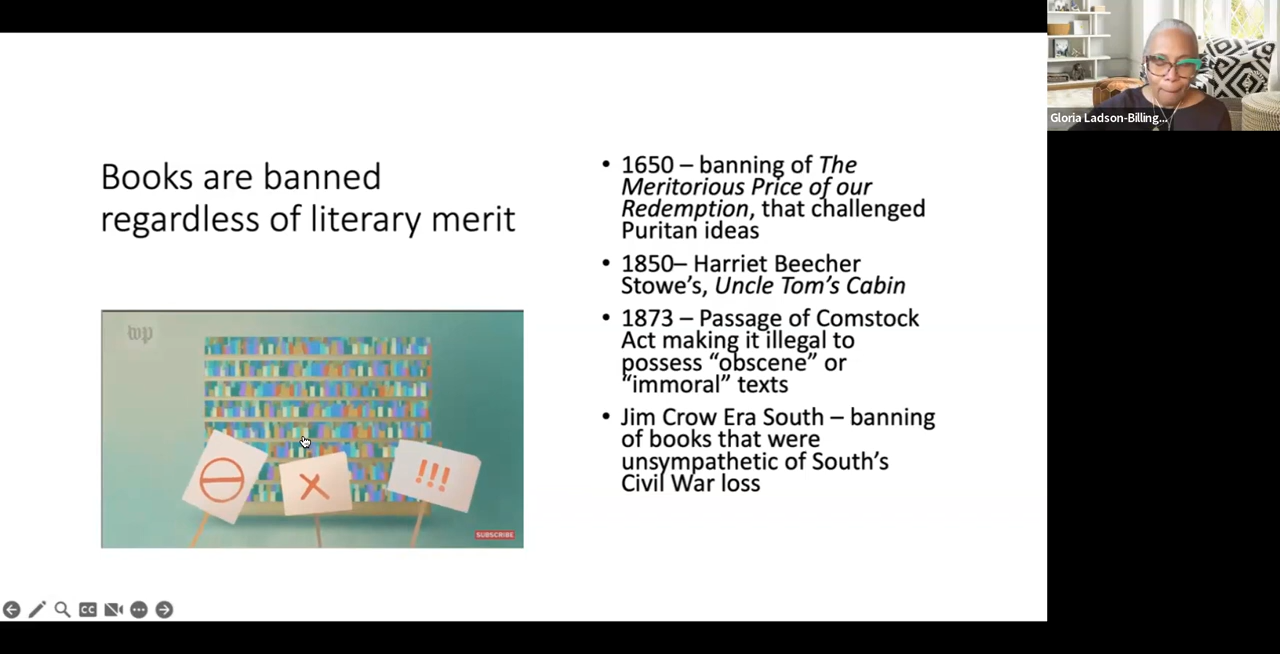 Books are banned
regardless of literary merit
wp
!!!
SUBSCRIBE
• 1650 – banning of The
Meritorious Price of our
Redemption, that challenged
Puritan ideas
• 1850– Harriet Beecher
Stowe’s, Uncle Tom’s Cabin
• 1873 – Passage of Comstock
Act making it illegal to
possess “obscene” or
“immoral” texts
• Jim Crow Era South – banning
of books that were
unsympathetic of South’s
Civil War loss
Gloria Ladson-Billing...
CC